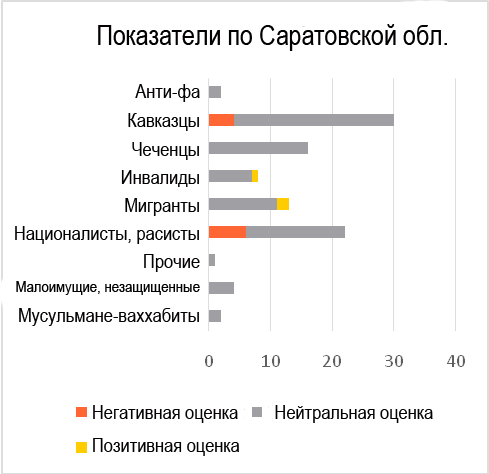 Показатели по Саратовской обл.
Анти-фа
Кавказцы
Чеченцы
Инвалиды
Мигранты
Националисты, расисты
Прочие
Малоимущие, незащищенные
Мусульмане-ваххабиты
0 10 20 30 40
Негативная оценка Нейтральная оценка
Позитивная оценка